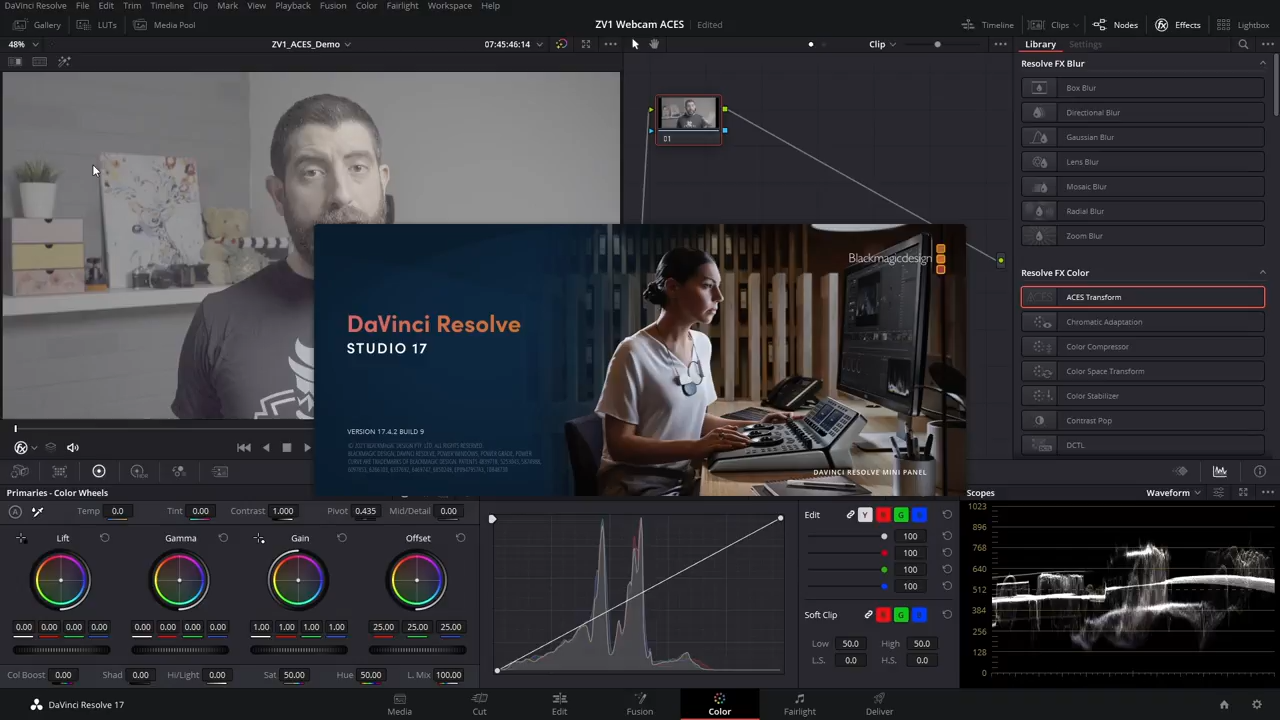 DaVinci Resolve File Edit Trim Timeline Clip Mark View Playback Fusion Color Fairlight Workspace Help
Gallery LUTs Media Pool ZV1 Webcam ACES Edited Timeline Clips Nodes Effects Lightbox
48% ZV1_ACES_Demo 07:45:46:14 Clip Library Settings
Resolve FX Blur
Box Blur
Directional Blur
Gaussian Blur
Lens Blur
Mosaic Blur
Radial Blur
Zoom Blur
01
Resolve FX Color
ACES Transform
Chromatic Adaptation
Color Compressor
Color Space Transform
Color Stabilizer
Contrast Pop
DCTL
Blackmagicdesign
DaVinci Resolve
STUDIO 17
VERSION 17.4.2 BUILD 9
DAVINCI RESOLVE MINI PANEL
Primaries - Color Wheels
Temp 0.0 Tint 0.00 Contrast 1.000 Pivot 0.435 Mid/Detail 0.00
Lift Gamma Gain Offset
0.00 0.00 0.00 0.00 0.00 0.00 0.00 0.00 1.00 1.00 1.00 1.00 25.00 25.00 25.00
Col Boost 0.00 Shad 0.00 Hi/Light 0.00 Sat 50.00 Hue 50.00 L. Mix 100.00
Edit Y R G B
100
100
100
100
Soft Clip R G B
Low 50.0 High 50.0
L.S. 0.0 H.S. 0.0
Scopes Waveform
1023
896
768
640
512
384
256
128
0
DaVinci Resolve 17 Media Cut Edit Fusion Color Fairlight Deliver